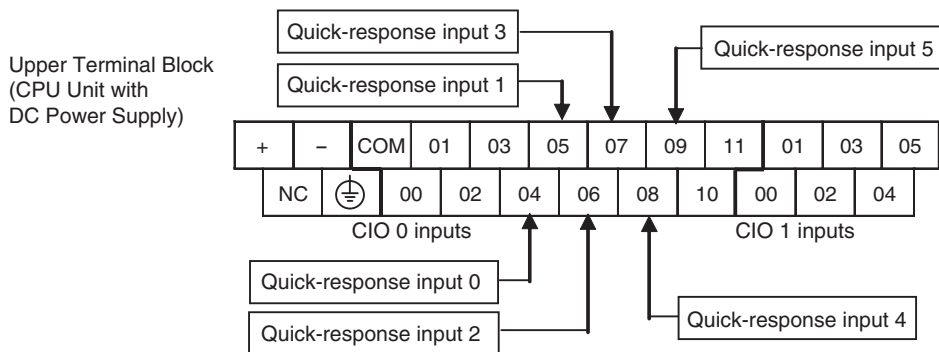 Quick-response input 3
Quick-response input 5
Upper Terminal Block
(CPU Unit with
DC Power Supply)
Quick-response input 1
+ − COM 01 03 05 07 09 11 01 03 05
NC 00 02 04 06 08 10 00 02 04
CIO 0 inputs CIO 1 inputs
Quick-response input 0
Quick-response input 4
Quick-response input 2